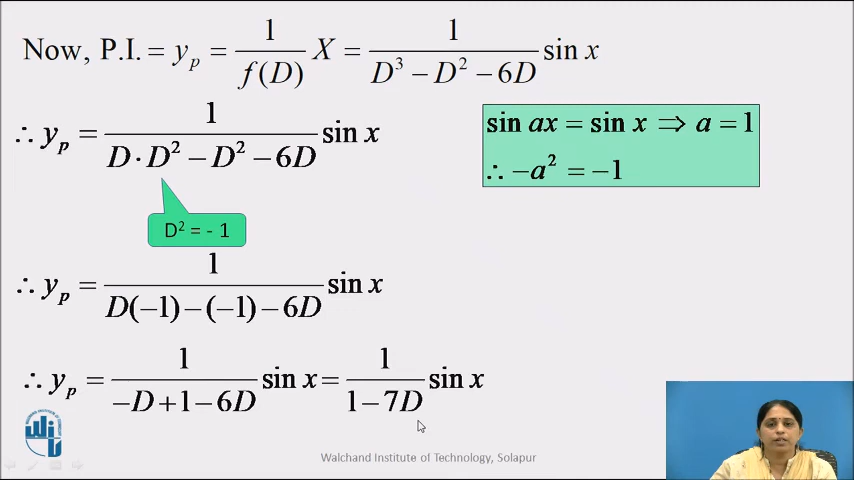 Now, P.I. = y_p = 1/f(D) X = 1/(D³ − D² − 6D) sin x
∴ y_p = 1/(D · D² − D² − 6D) sin x
sin ax = sin x ⇒ a = 1
∴ −a² = −1
D² = - 1
∴ y_p = 1/(D(−1) − (−1) − 6D) sin x
∴ y_p = 1/(−D + 1 − 6D) sin x = 1/(1 − 7D) sin x
Walchand Institute of Technology, Solapur